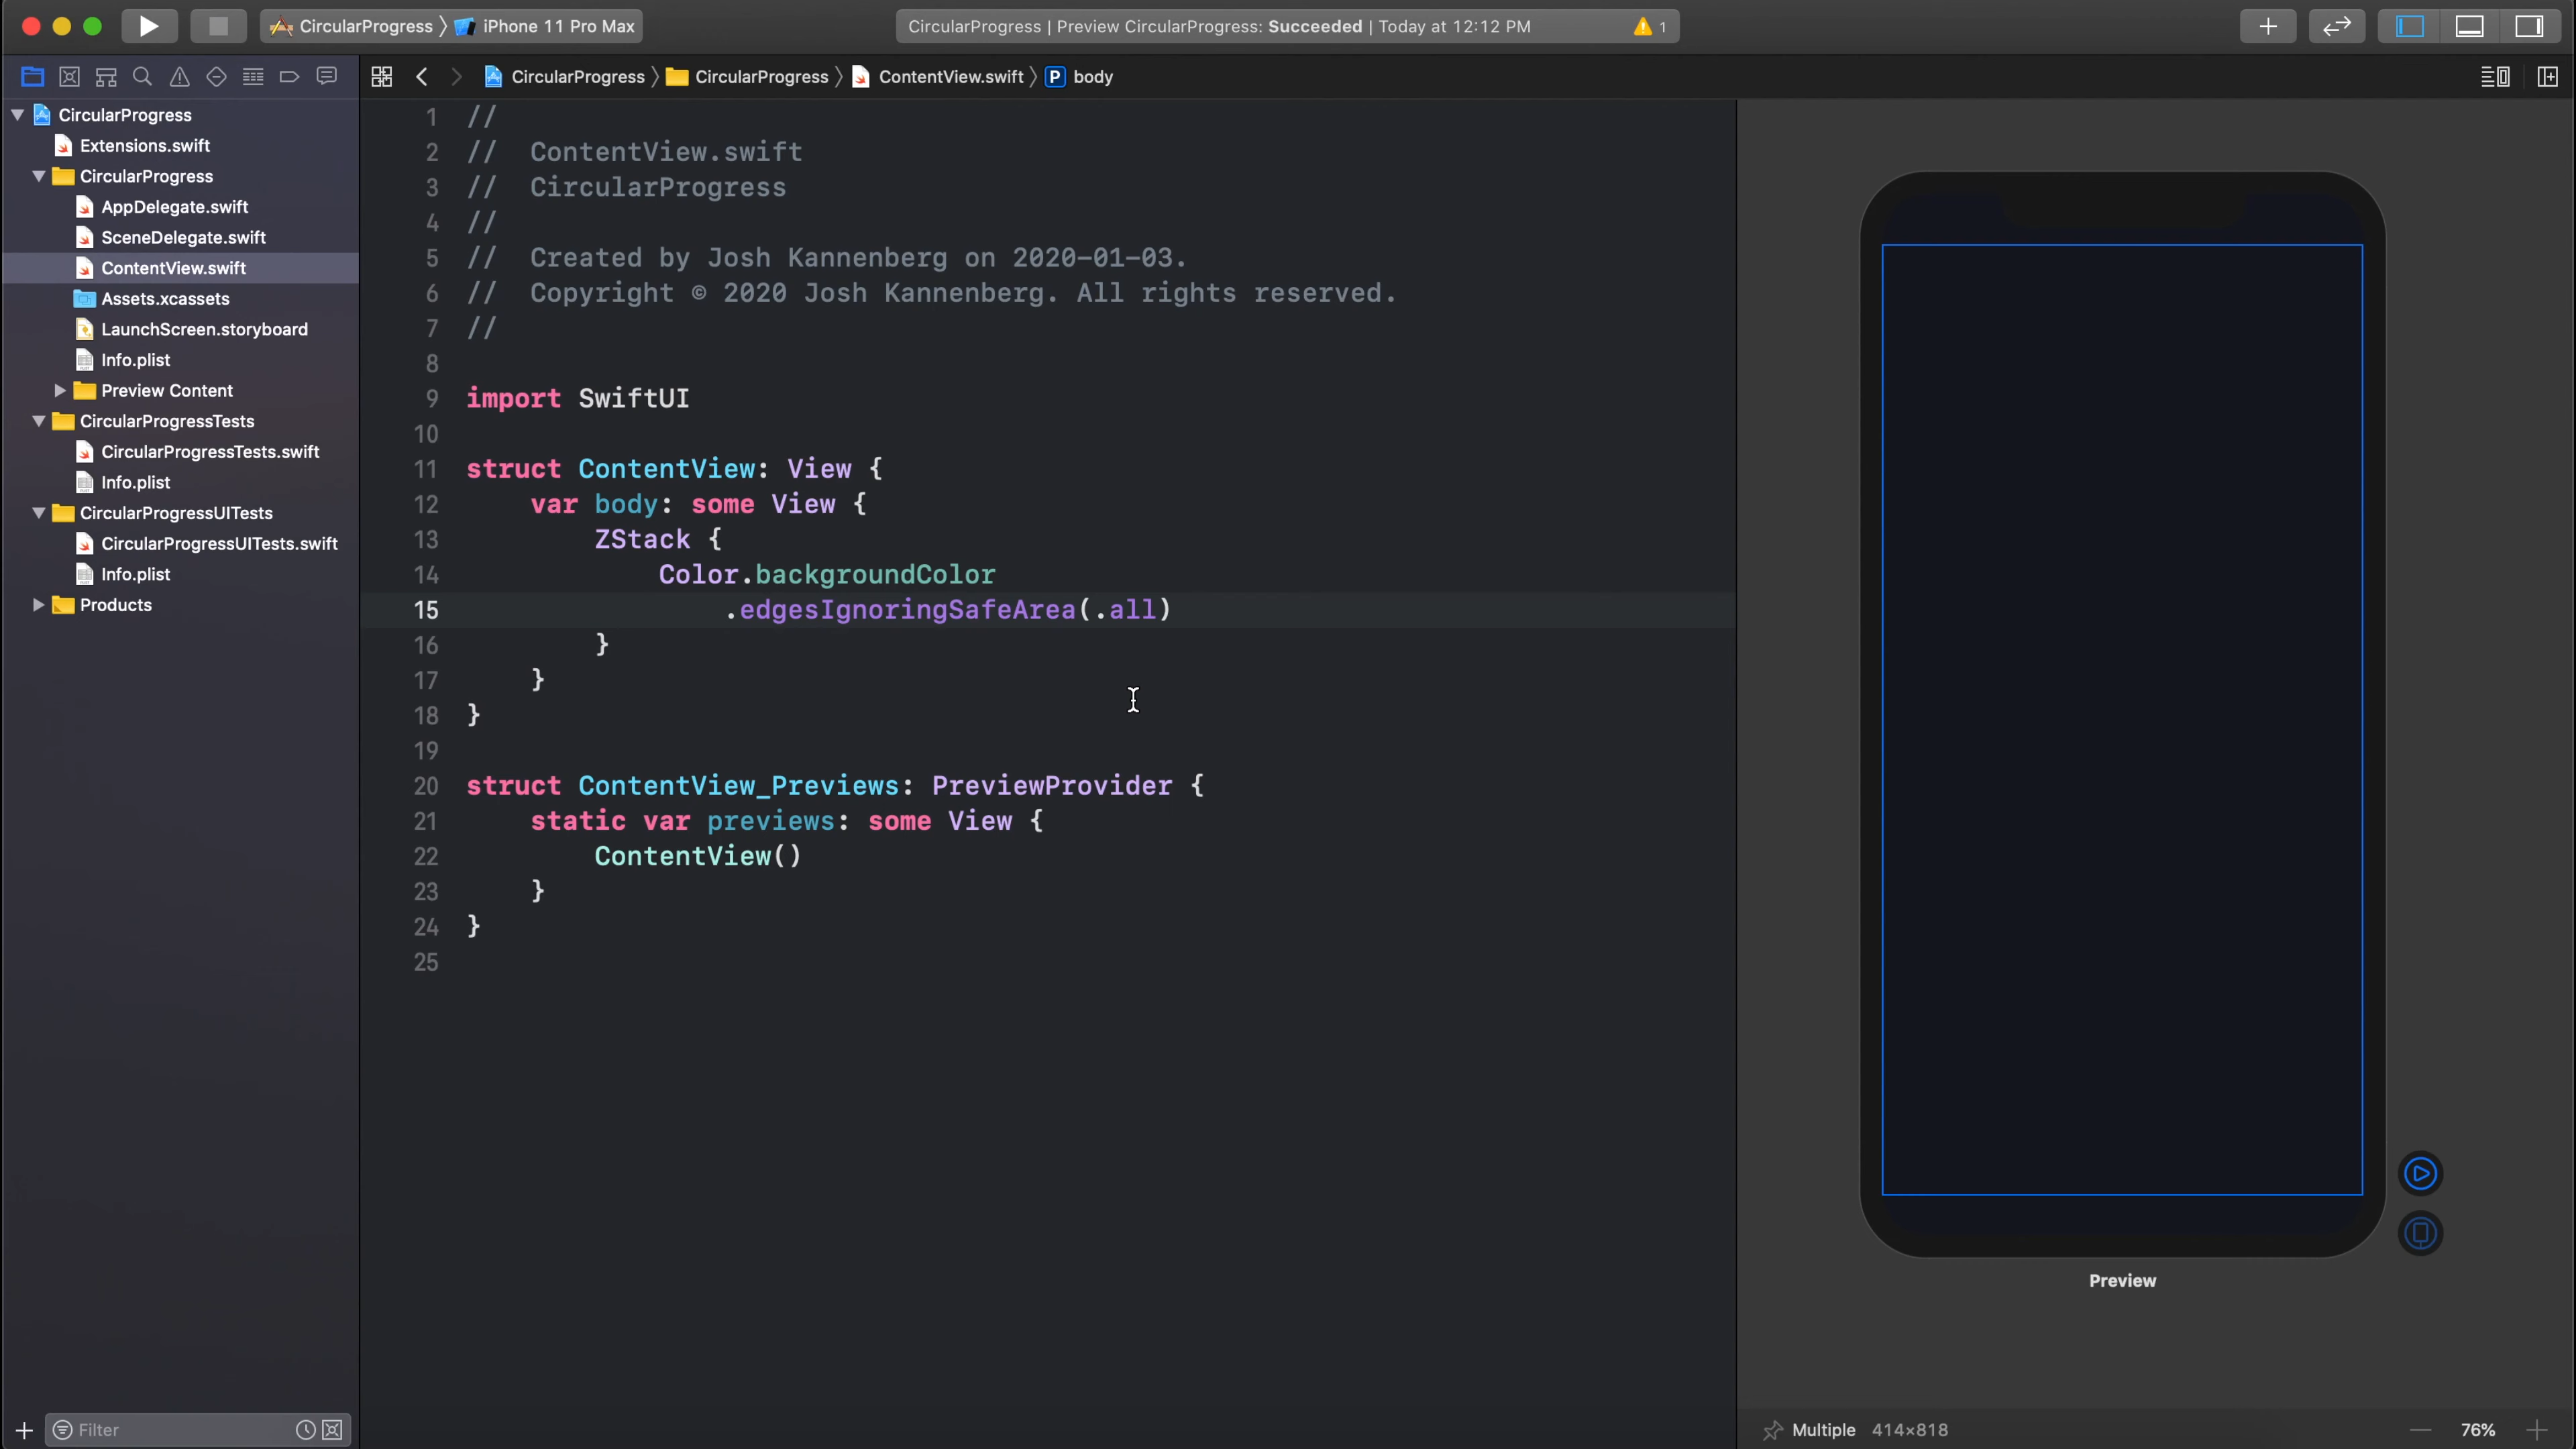 CircularProgress 〉 iPhone 11 Pro Max
CircularProgress | Preview CircularProgress: Succeeded | Today at 12:12 PM
1
CircularProgress 〉 CircularProgress 〉 ContentView.swift 〉 P body
CircularProgress
Extensions.swift
CircularProgress
AppDelegate.swift
SceneDelegate.swift
ContentView.swift
Assets.xcassets
LaunchScreen.storyboard
Info.plist
Preview Content
CircularProgressTests
CircularProgressTests.swift
Info.plist
CircularProgressUITests
CircularProgressUITests.swift
Info.plist
Products
Filter
1 //
2 //  ContentView.swift
3 //  CircularProgress
4 //
5 //  Created by Josh Kannenberg on 2020-01-03.
6 //  Copyright © 2020 Josh Kannenberg. All rights reserved.
7 //
8
9 import SwiftUI
10
11 struct ContentView: View {
12     var body: some View {
13         ZStack {
14             Color.backgroundColor
15                 .edgesIgnoringSafeArea(.all)
16         }
17     }
18 }
19
20 struct ContentView_Previews: PreviewProvider {
21     static var previews: some View {
22         ContentView()
23     }
24 }
25
Preview
Multiple 414×818
76%